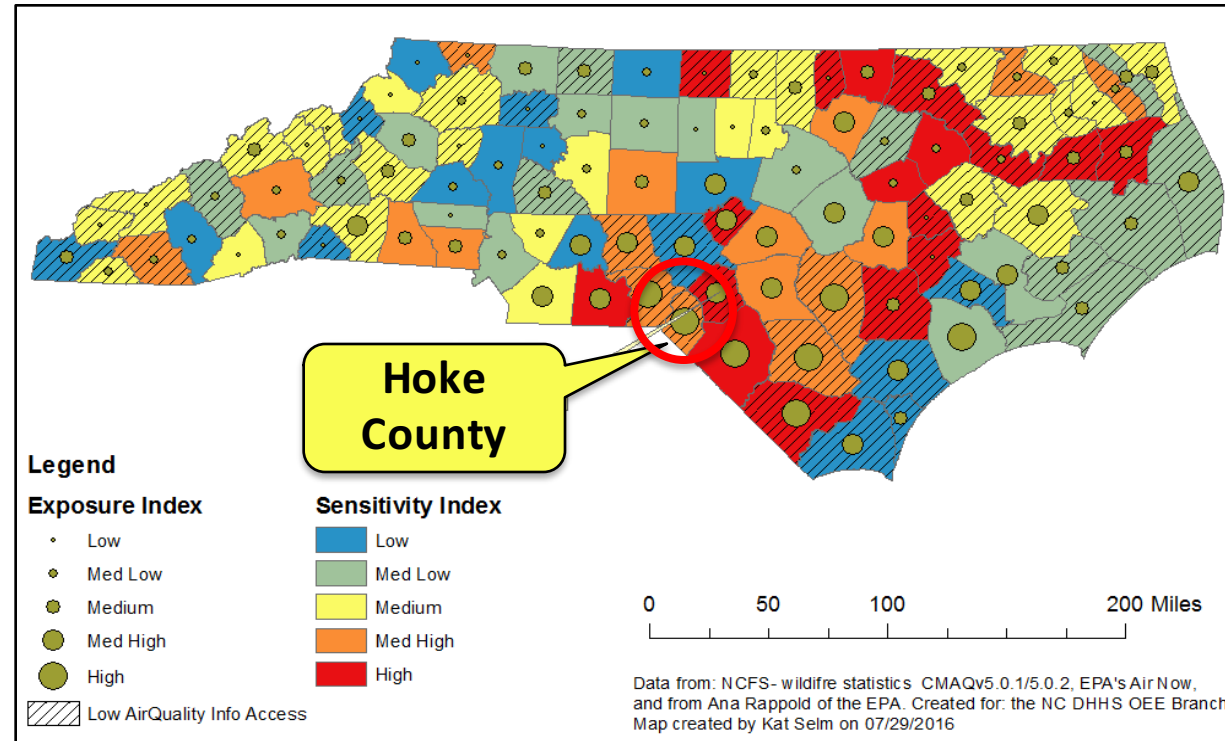 Hoke
County
Legend
Exposure Index
Low
Med Low
Medium
Med High
High
Low AirQuality Info Access
Sensitivity Index
Low
Med Low
Medium
Med High
High
0 50 100 200 Miles
Data from: NCFS- wildifre statistics CMAQv5.0.1/5.0.2, EPA's Air Now,
and from Ana Rappold of the EPA. Created for: the NC DHHS OEE Branch
Map created by Kat Selm on 07/29/2016